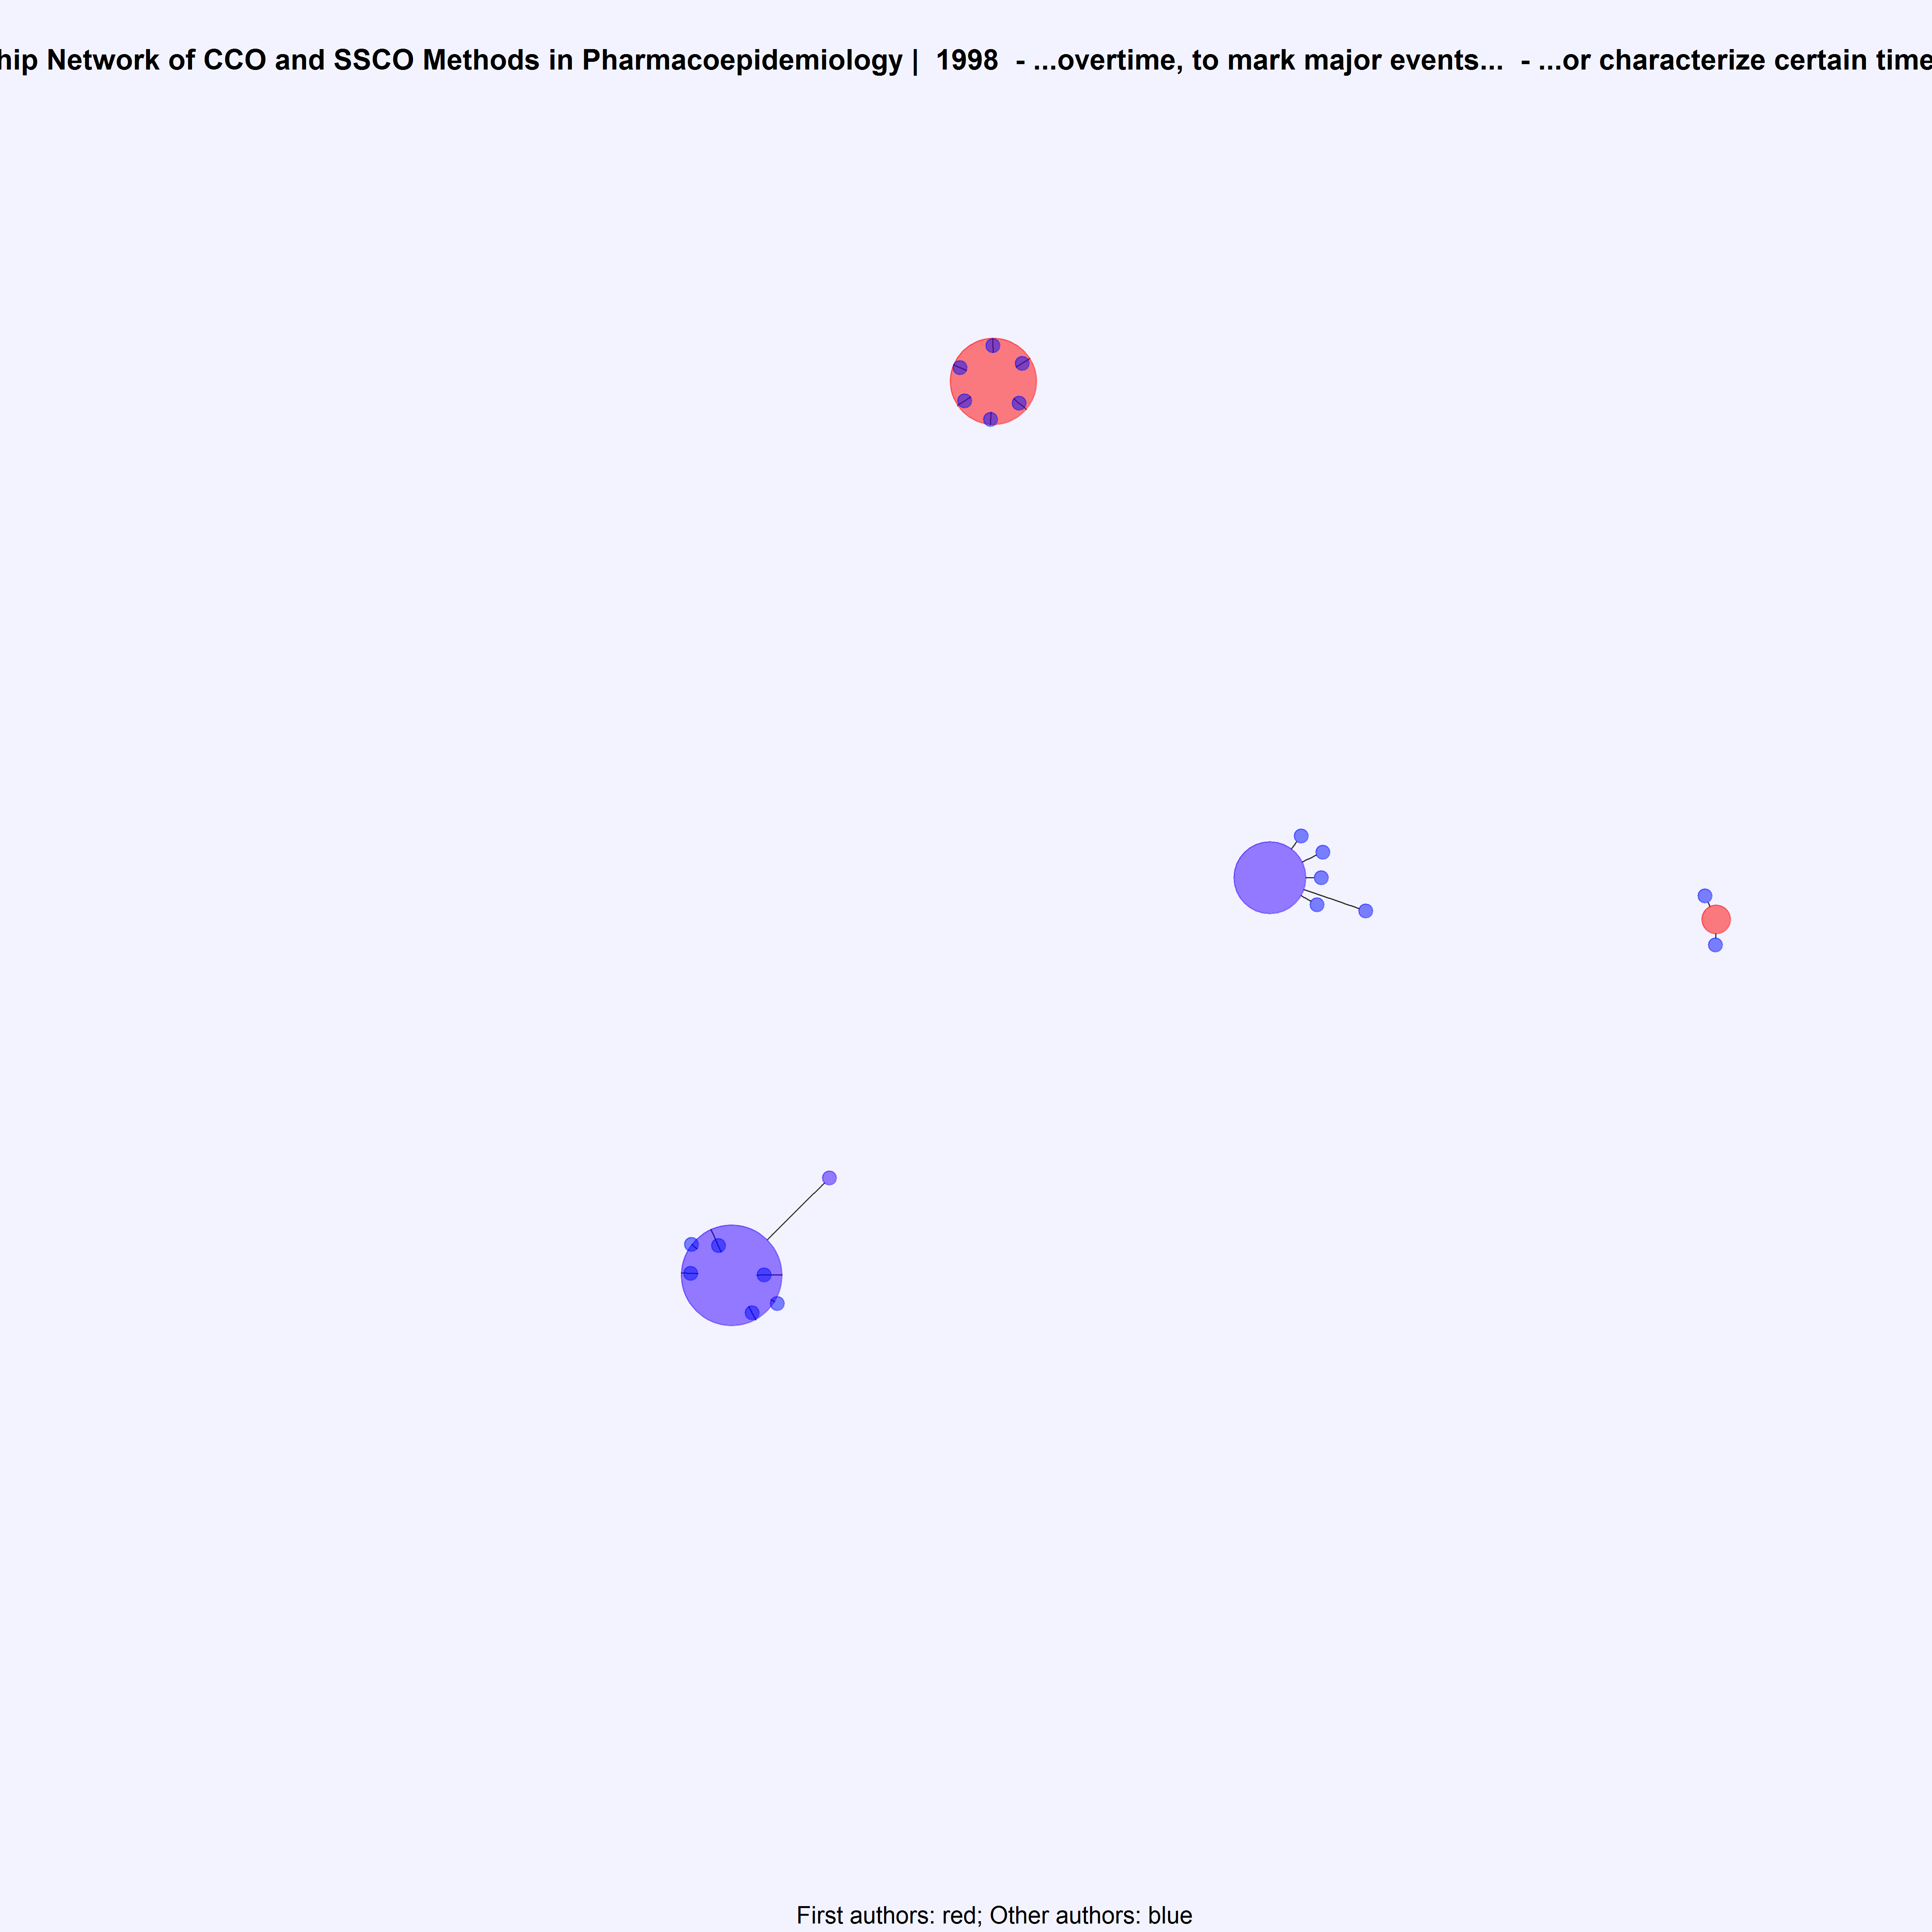 hip Network of CCO and SSCO Methods in Pharmacoepidemiology | 1998 - ...overtime, to mark major events... - ...or characterize certain time
First authors: red; Other authors: blue